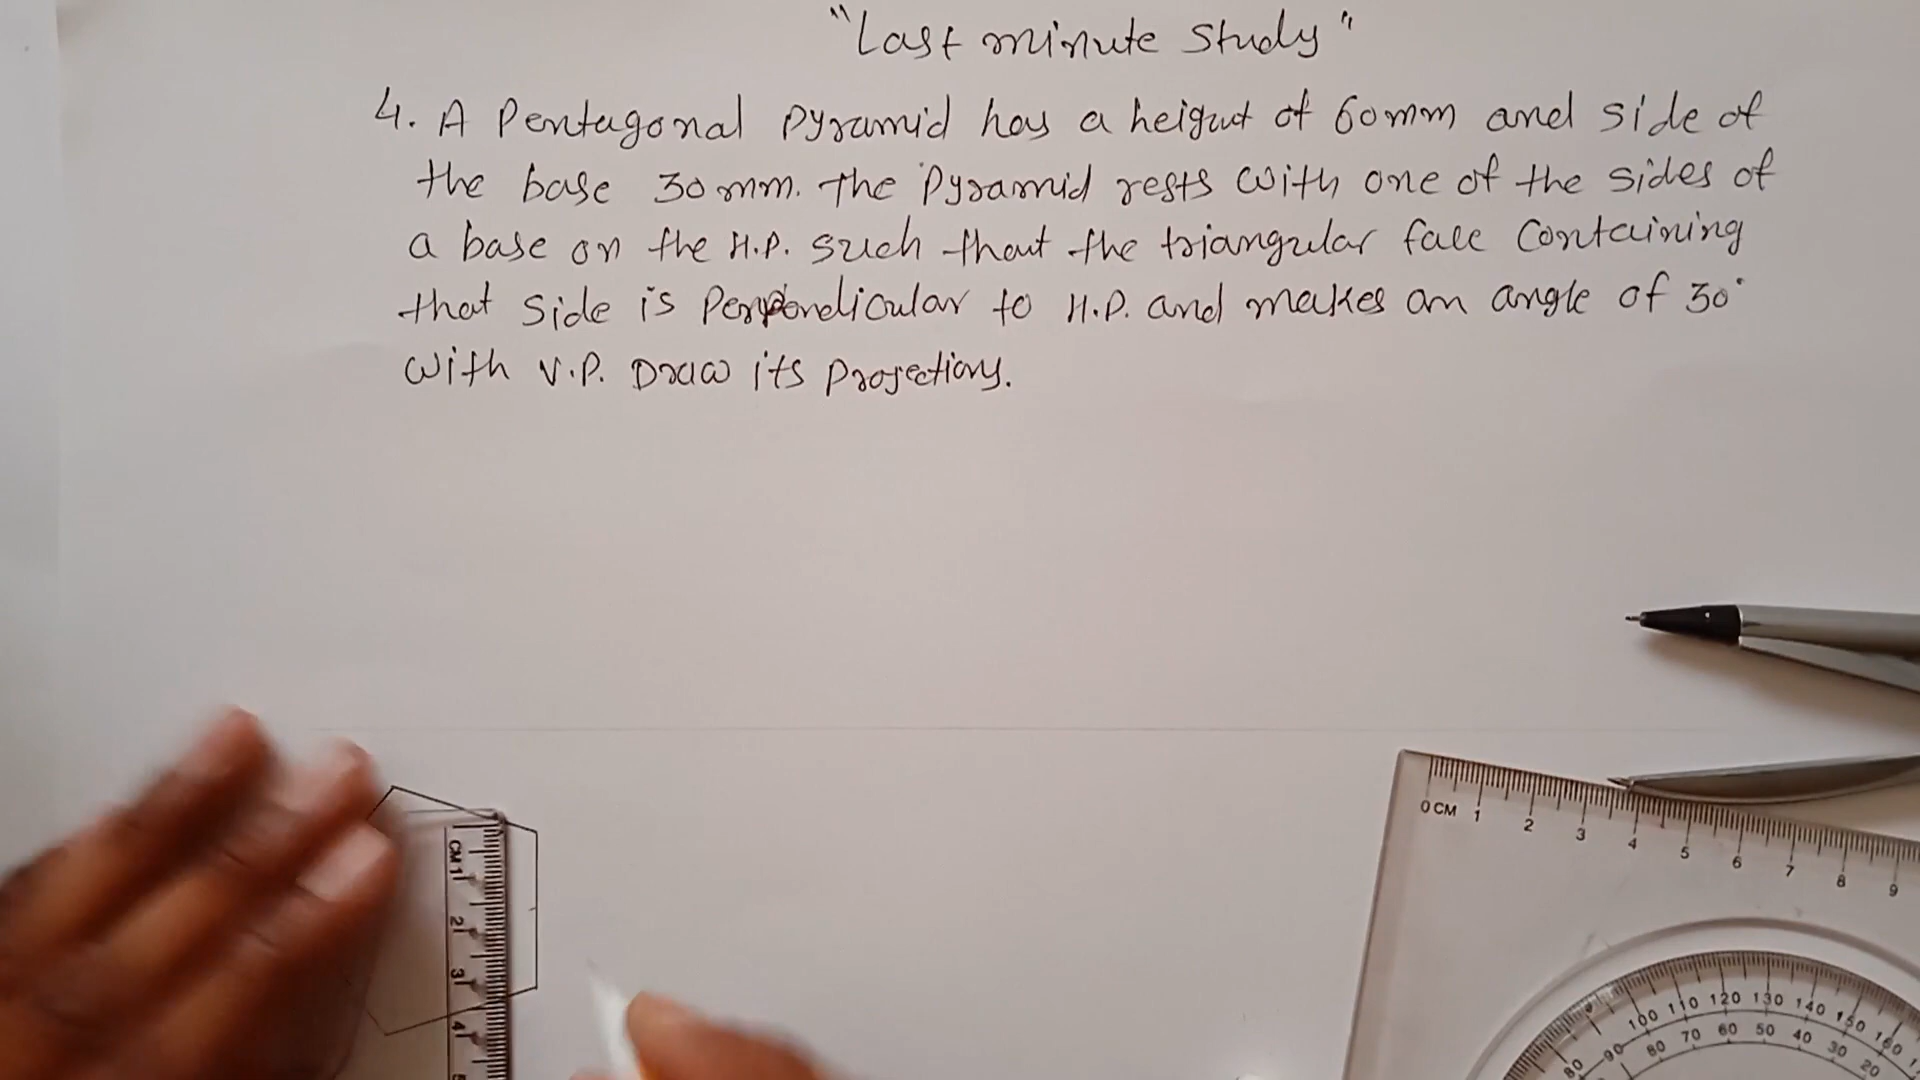 "Last minute study"
4. A Pentagonal pyramid has a height of 60mm and side of
the base 30mm. The pyramid rests with one of the sides of
a base on the H.P. such that the triangular face containing
that side is Perpendicular to H.P. and makes an angle of 30°
with V.P. Draw its projections.
0 CM 1 2 3 4 5 6 7 8 9
CM 1 2 3 4 5
80 90 100 110 120 130 140 150 160
80 70 60 50 40 30 20